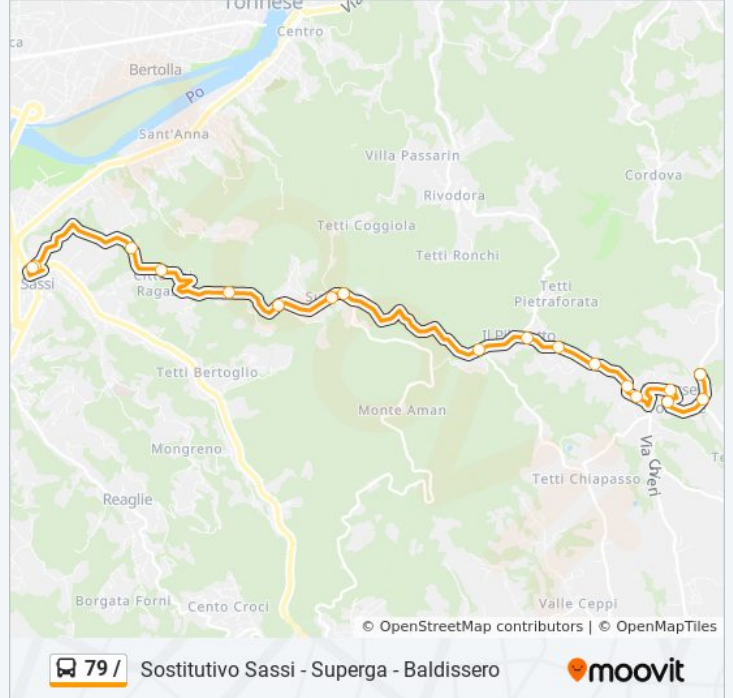 Torinese
Via
Centro
ca
Bertolla
Po
Sant'Anna
Villa Passarin
Cordova
Rivodora
Tetti Coggiola
Tetti Ronchi
Sassi
Tetti
Pietraforata
Tetti Bertoglio
Monte Aman
Mongreno
Via Chieri
Tetti Chiapasso
Reaglie
Borgata Forni
Cento Croci
Valle Ceppi
© OpenStreetMap contributors | © OpenMapTiles
79 / Sostitutivo Sassi - Superga - Baldissero
moovit